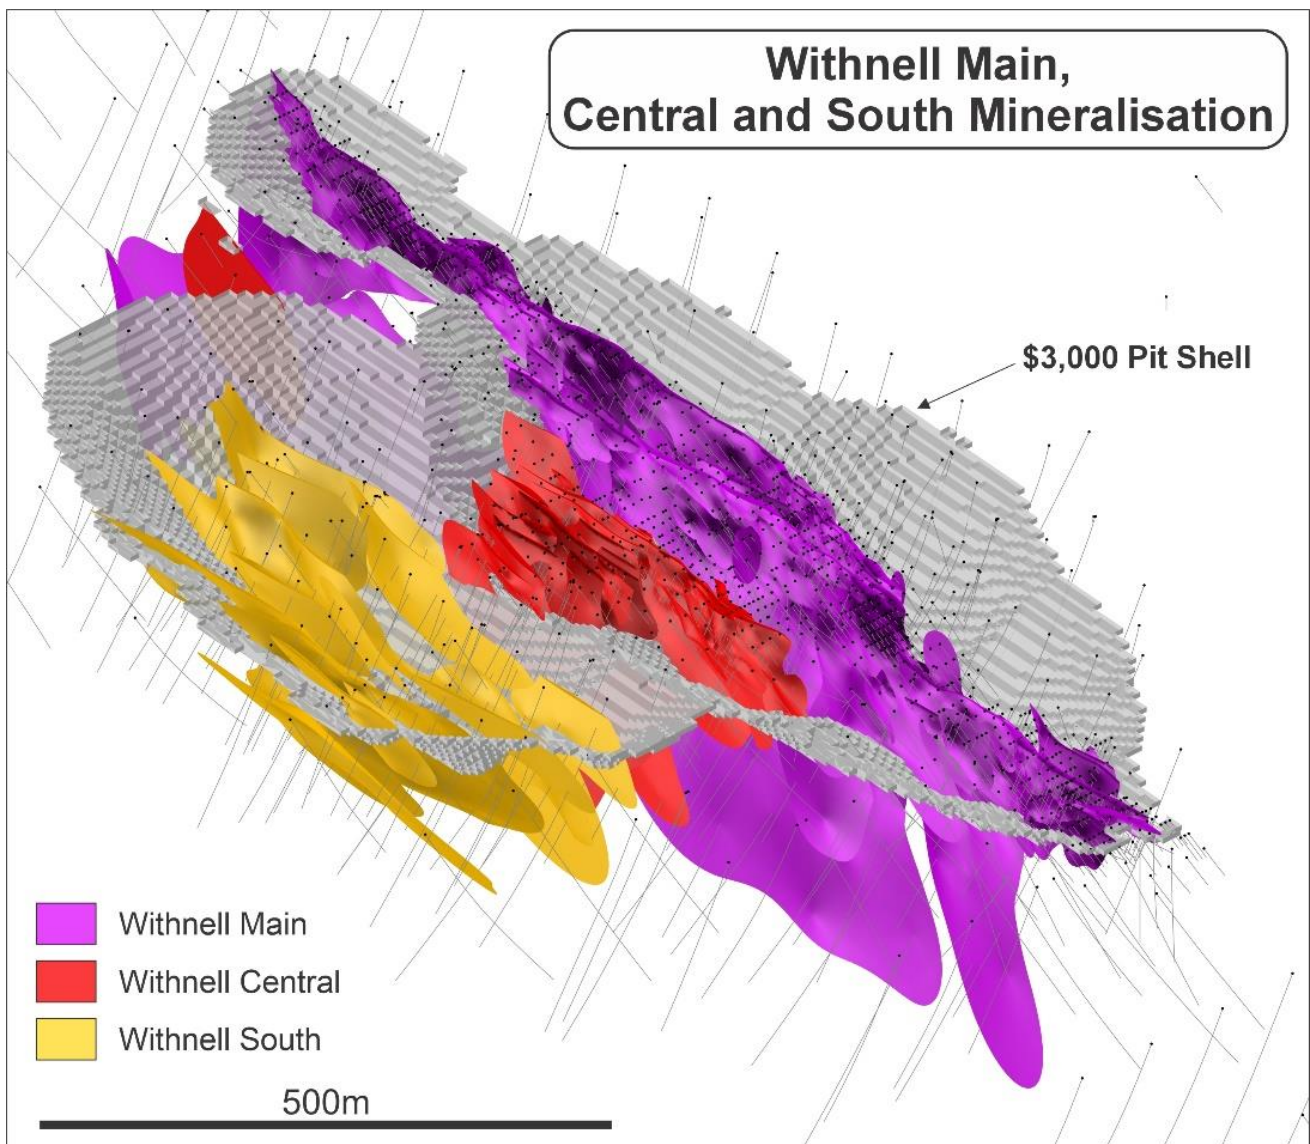 Withnell Main,
Central and South Mineralisation
$3,000 Pit Shell
Withnell Main
Withnell Central
Withnell South
500m